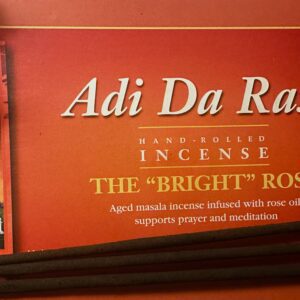 Adi Da Ras
HAND-ROLLED
INCENSE
THE "BRIGHT" ROS
Aged masala incense infused with rose oil
supports prayer and meditation